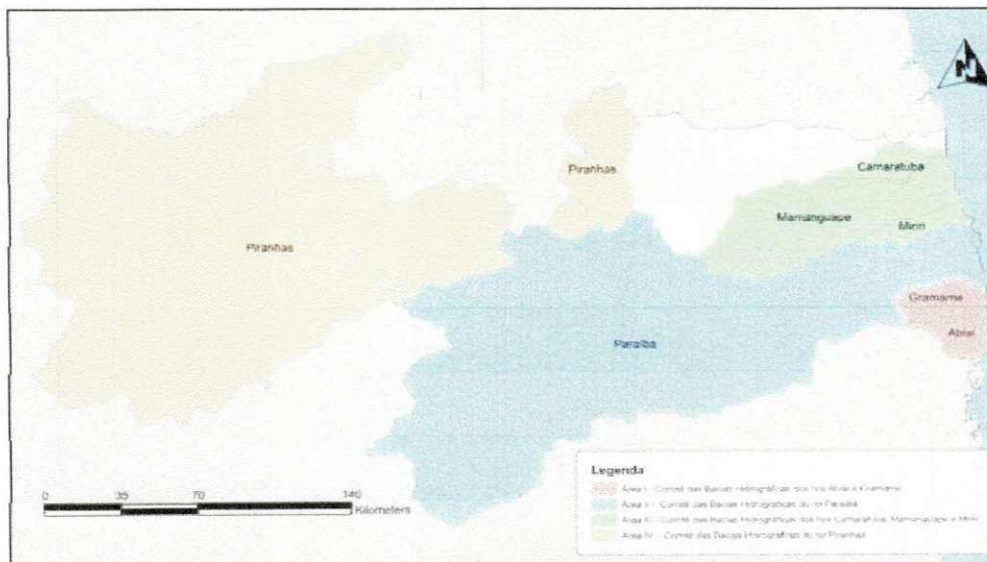 N
Camaratuba
Piranhas
Mamanguape
Miriri
Piranhas
Gramame
Abiaí
Paraíba
Legenda
Área I - Comitê das Bacias Hidrográficas dos rios Abiaí e Gramame
Área II - Comitê das Bacias Hidrográficas do rio Paraíba
Área III - Comitê das Bacias Hidrográficas dos rios Camaratuba, Mamanguape e Miriri
Área IV - Comitê das Bacias Hidrográficas do rio Piranhas
0 35 70 140
Kilometers